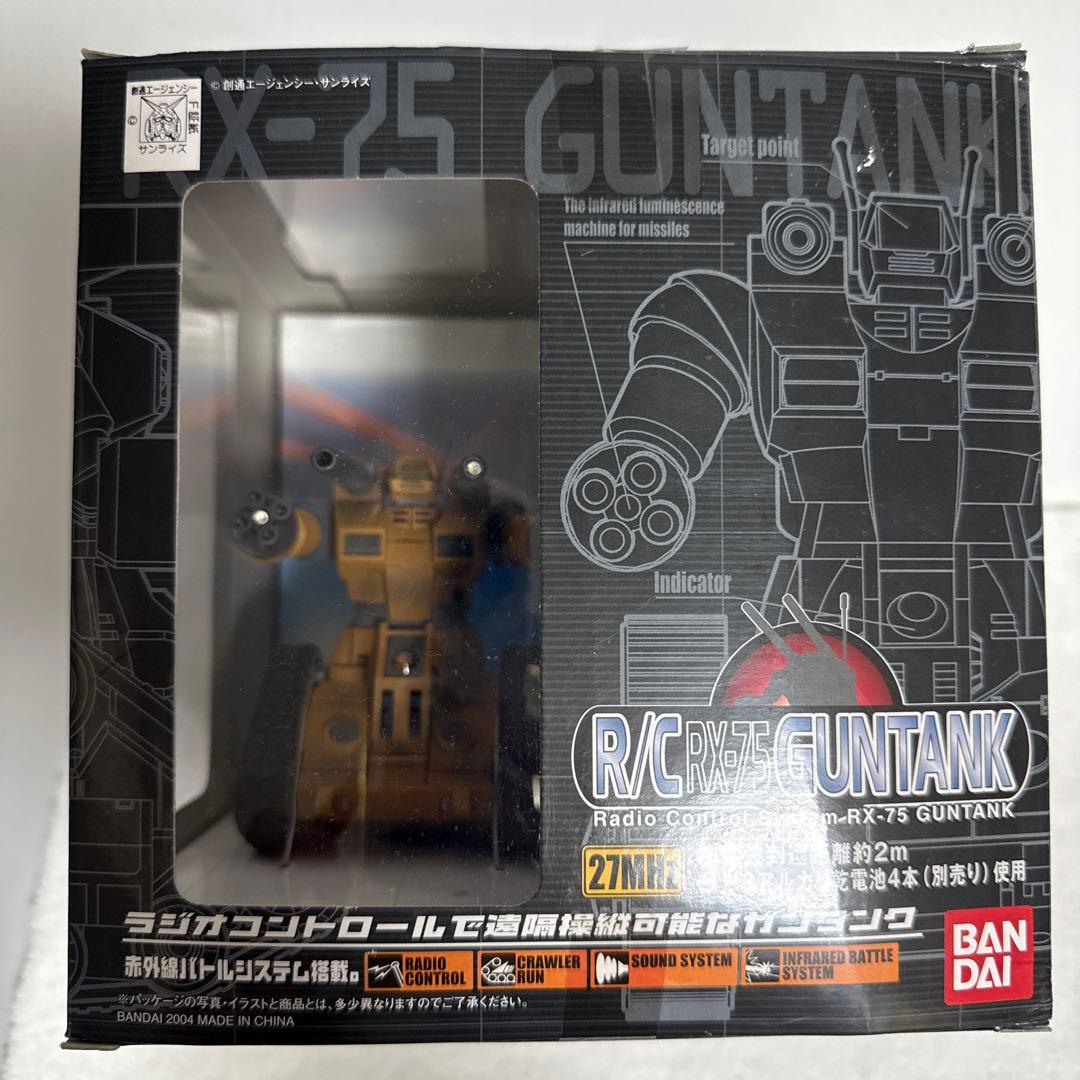 RX-75 GUNTANK
創通エージェンシー
F 証紙
©
サンライズ
© 創通エージェンシー・サンライズ
Target point
The infrared luminescence
machine for missiles
Indicator
R/C RX-75 GUNTANK
Radio Control System-RX-75 GUNTANK
27MHz
離約2m
乾電池4本(別売り)使用
ラジオコントロールで遠隔操縦可能なガンタンク
赤外線バトルシステム搭載。
RADIO
CONTROL
CRAWLER
RUN
SOUND SYSTEM
INFRARED BATTLE
SYSTEM
※パッケージの写真・イラストと商品とは、多少異なりますのでご了承ください。
BANDAI 2004 MADE IN CHINA
BAN
DAI